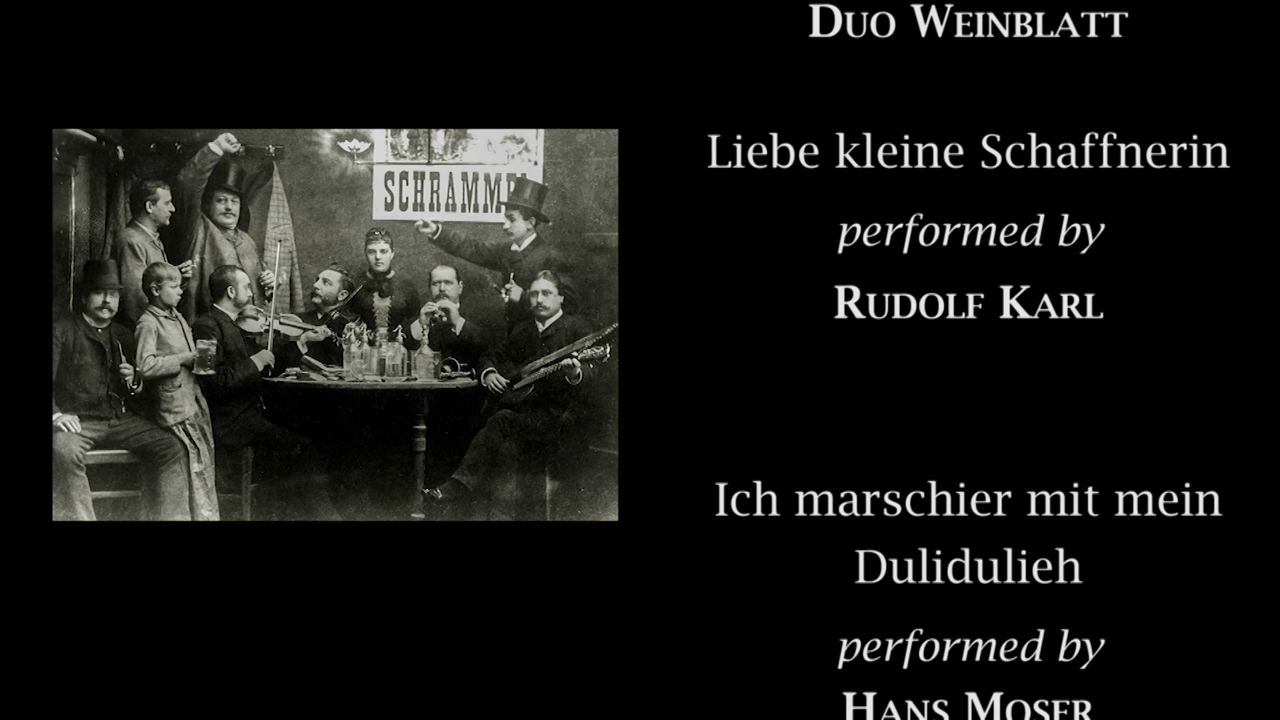 DUO WEINBLATT
SCHRAMM
Liebe kleine Schaffnerin
performed by
RUDOLF KARL
Ich marschier mit mein
Dulidulieh
performed by
HANS MOSER